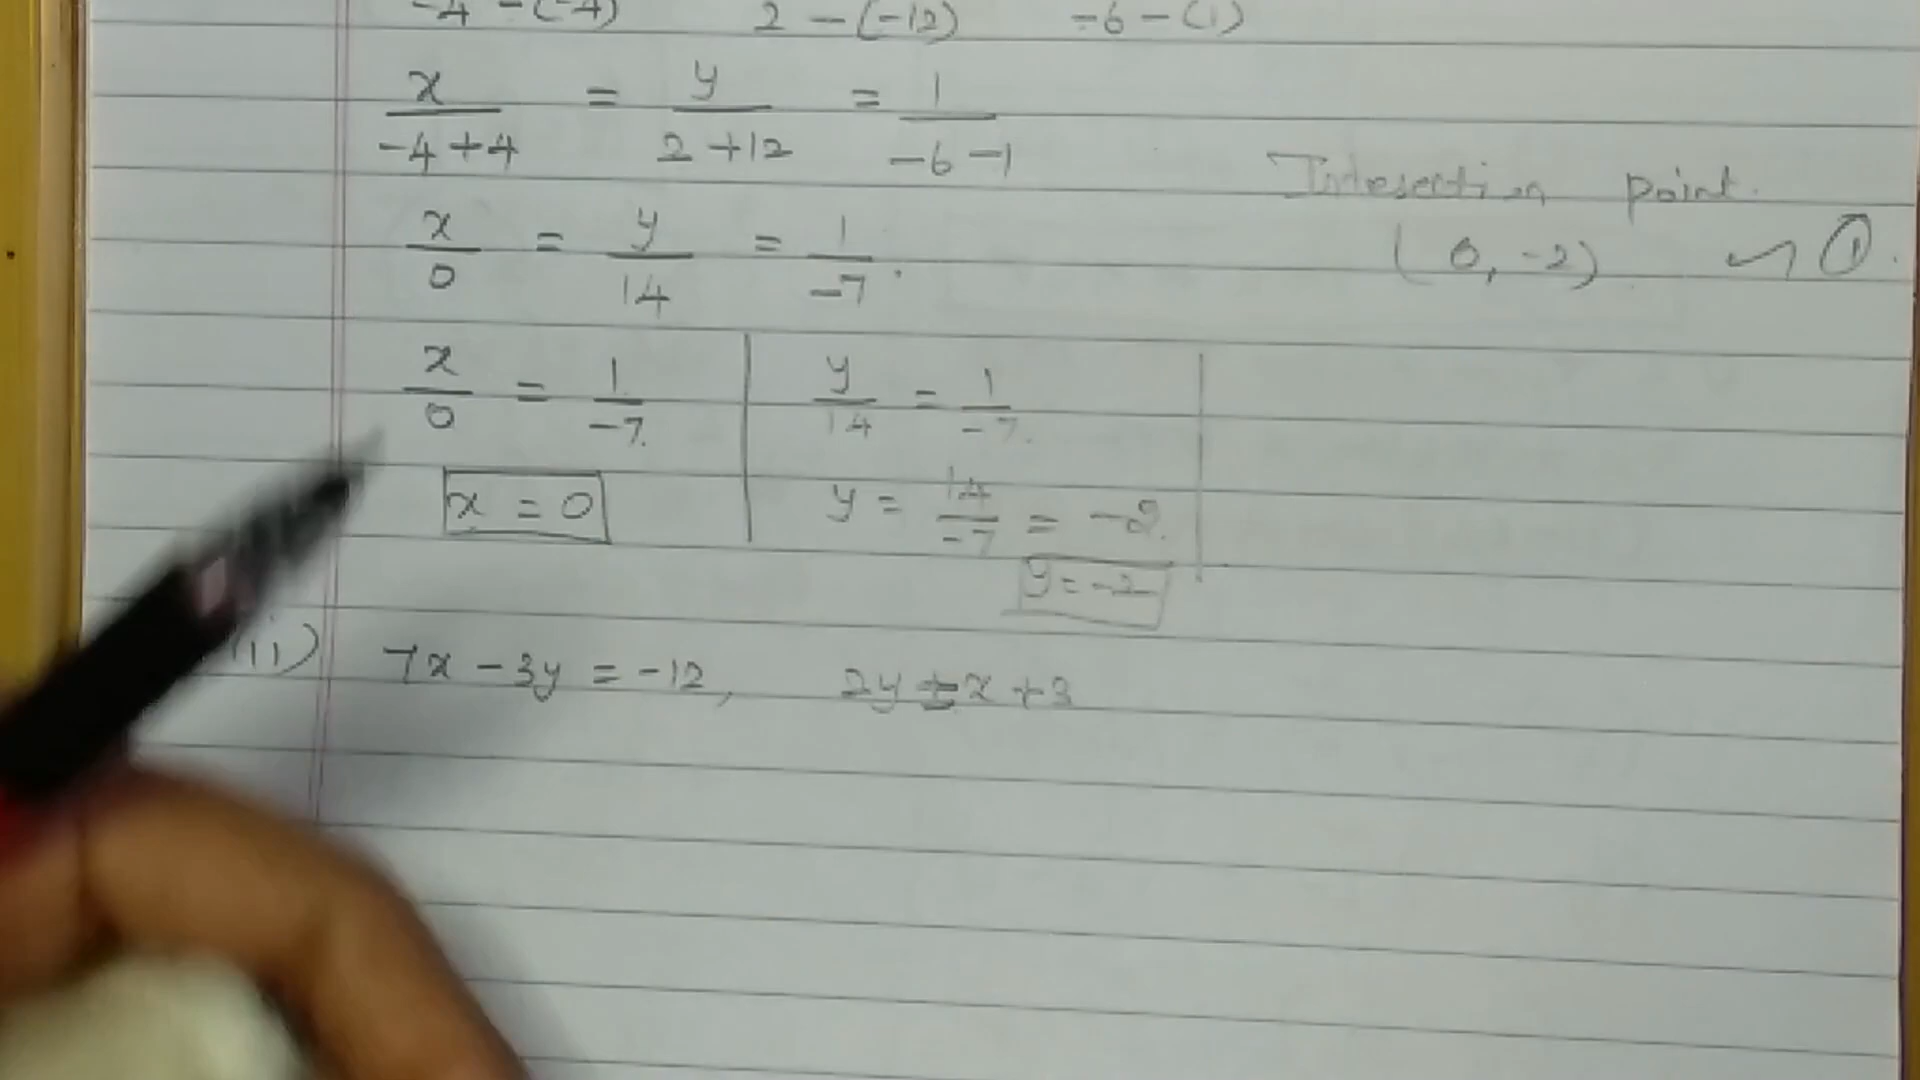 -4 - (-4) 2 - (-12) -6 - (1)
x/(-4+4) = y/(2+12) = 1/(-6-1)
Intersection point.
x/0 = y/14 = 1/-7.
(0, -2) ①.
x/0 = 1/-7. y/14 = 1/-7.
x = 0 y = 14/-7 = -2.
y = -2
(ii) 7x - 3y = -12, 2y = x + 3